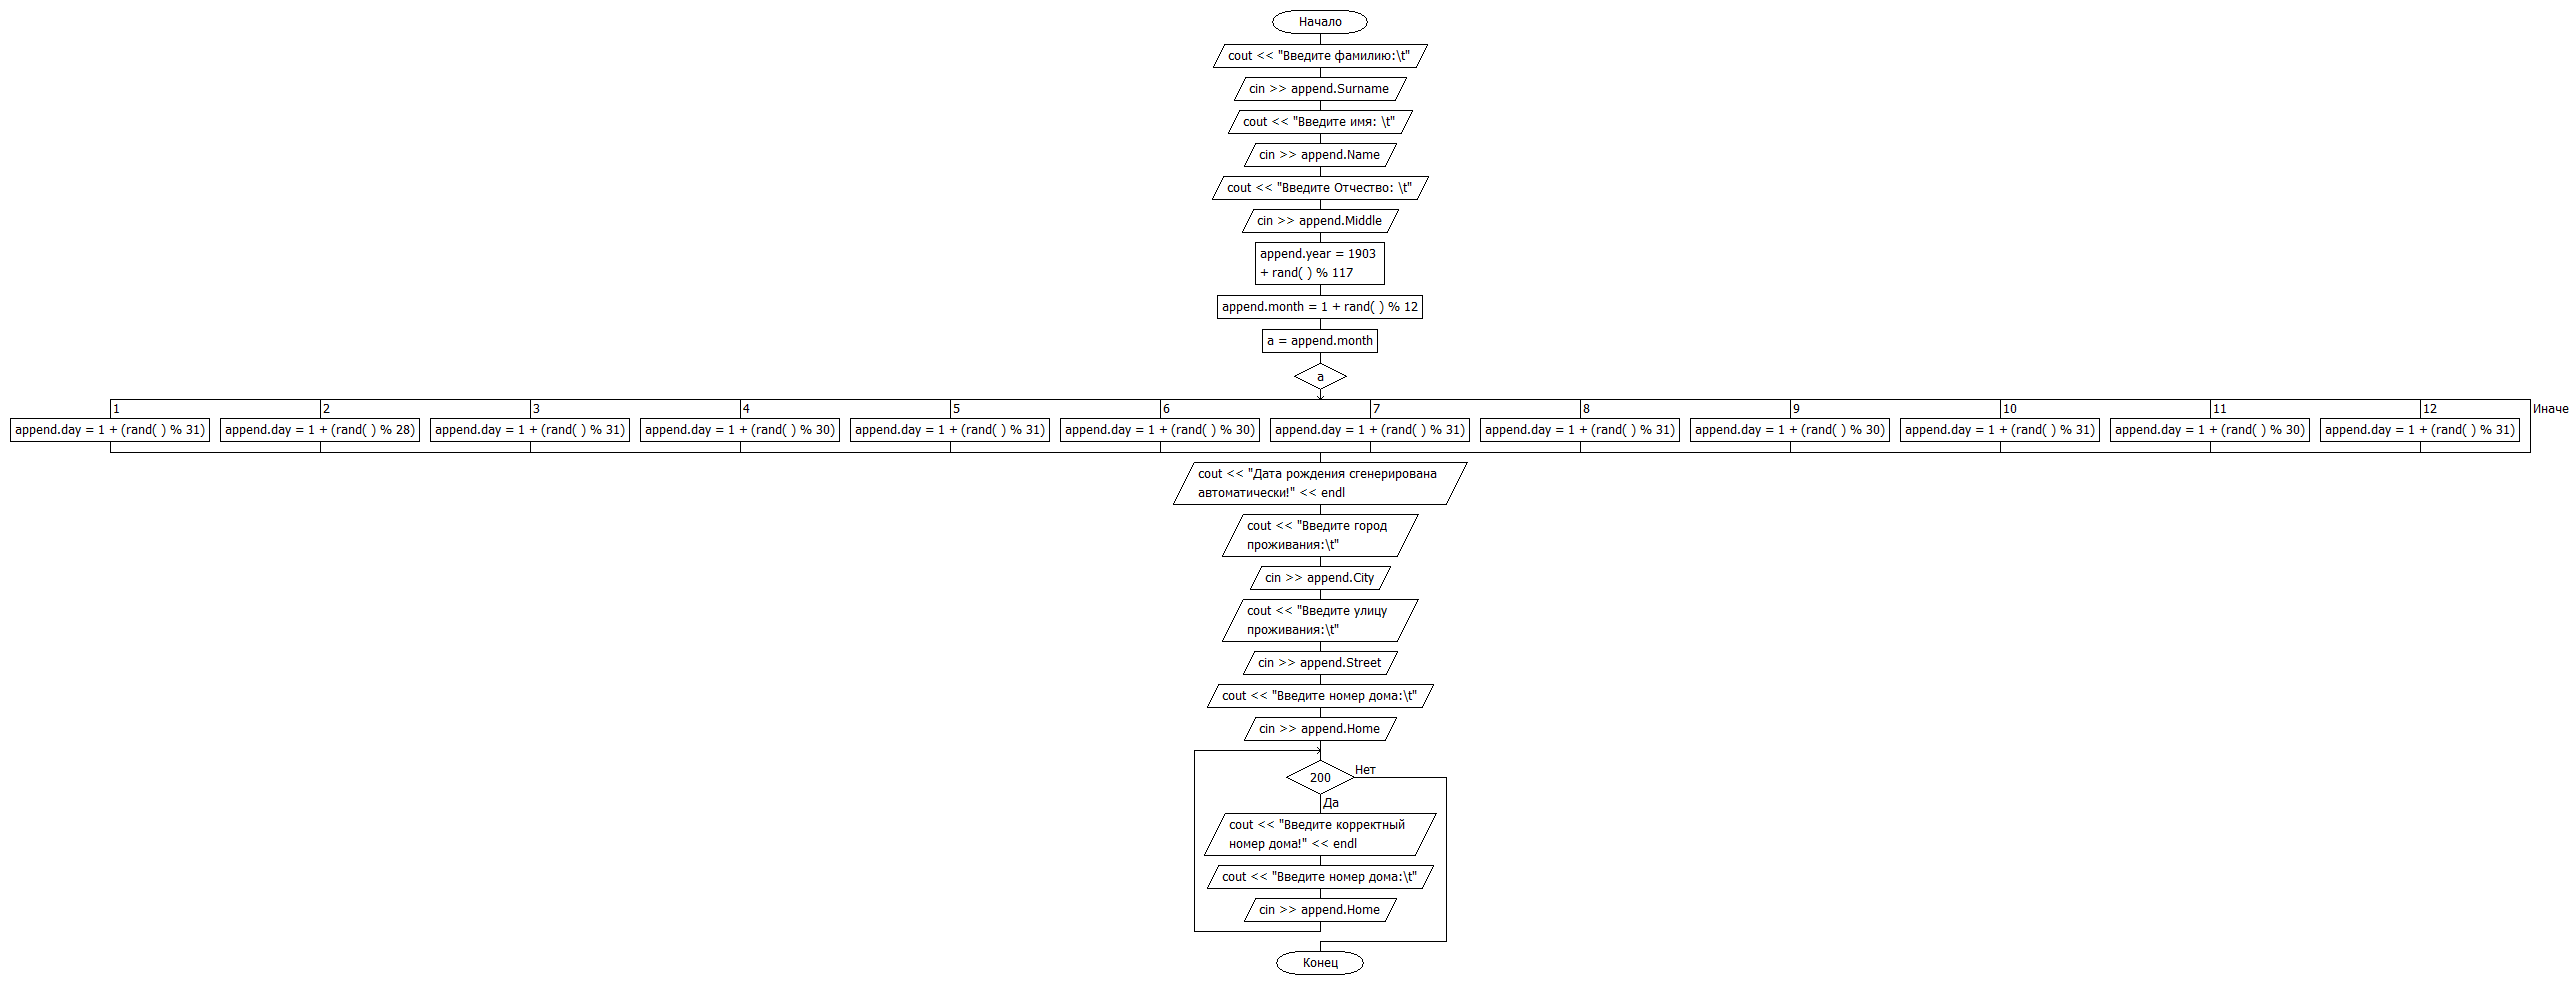 Начало
cout << "Введите фамилию:\t"
cin >> append.Surname
cout << "Введите имя: \t"
cin >> append.Name
cout << "Введите Отчество: \t"
cin >> append.Middle
append.year = 1903
+ rand( ) % 117
append.month = 1 + rand( ) % 12
a = append.month
a
1 2 3 4 5 6 7 8 9 10 11 12 Иначе
append.day = 1 + (rand( ) % 31) append.day = 1 + (rand( ) % 28) append.day = 1 + (rand( ) % 31) append.day = 1 + (rand( ) % 30) append.day = 1 + (rand( ) % 31) append.day = 1 + (rand( ) % 30) append.day = 1 + (rand( ) % 31) append.day = 1 + (rand( ) % 31) append.day = 1 + (rand( ) % 30) append.day = 1 + (rand( ) % 31) append.day = 1 + (rand( ) % 30) append.day = 1 + (rand( ) % 31)
cout << "Дата рождения сгенерирована
автоматически!" << endl
cout << "Введите город
проживания:\t"
cin >> append.City
cout << "Введите улицу
проживания:\t"
cin >> append.Street
cout << "Введите номер дома:\t"
cin >> append.Home
200 Нет
Да
cout << "Введите корректный
номер дома!" << endl
cout << "Введите номер дома:\t"
cin >> append.Home
Конец